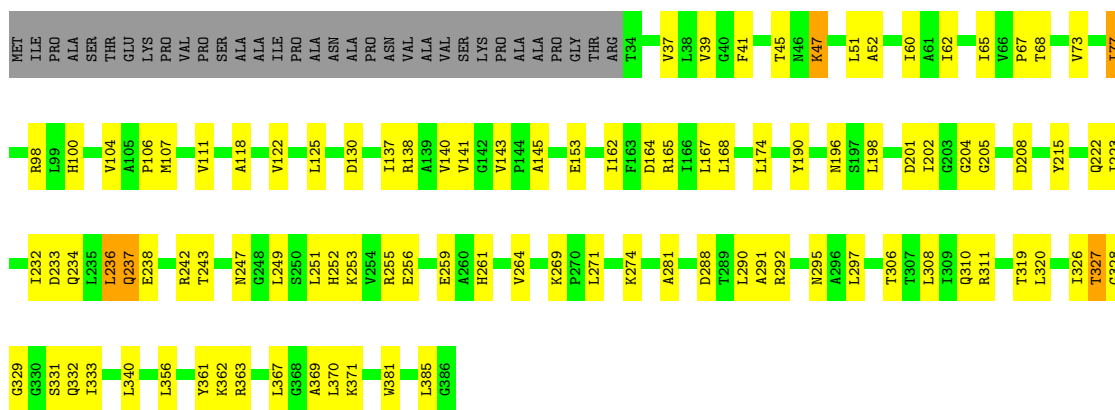 MET ILE PRO ALA SER THR GLU LYS PRO VAL PRO SER ALA ALA ILE PRO ALA ASN ALA PRO ASN VAL ALA VAL SER LYS PRO ALA ALA PRO GLY THR ARG T34 V37 L38 V39 G40 F41 T45 N46 K47 L51 A52 I60 A61 I62 I65 V66 P67 T68 V73
R98 L99 H100 V104 A105 P106 M107 V111 A118 V122 L125 D130 I137 R138 A139 V140 V141 G142 V143 P144 A145 E153 I162 F163 D164 R165 I166 L167 L168 L174 Y190 N196 S197 L198 D201 I202 G203 G204 G205 D208 Y215 Q222
I232 D233 Q234 L235 L236 Q237 E238 R242 T243 N247 G248 L249 S250 L251 H252 K253 V254 R255 E256 E259 A260 H261 V264 K269 P270 L271 K274 A281 D288 T289 L290 A291 R292 N295 A296 L297 T306 T307 L308 I309 Q310 R311 T319 L320 I326 T327
G329 G330 S331 Q332 I333 L340 L356 Y361 K362 R363 L367 G368 A369 L370 K371 W381 L385 G386